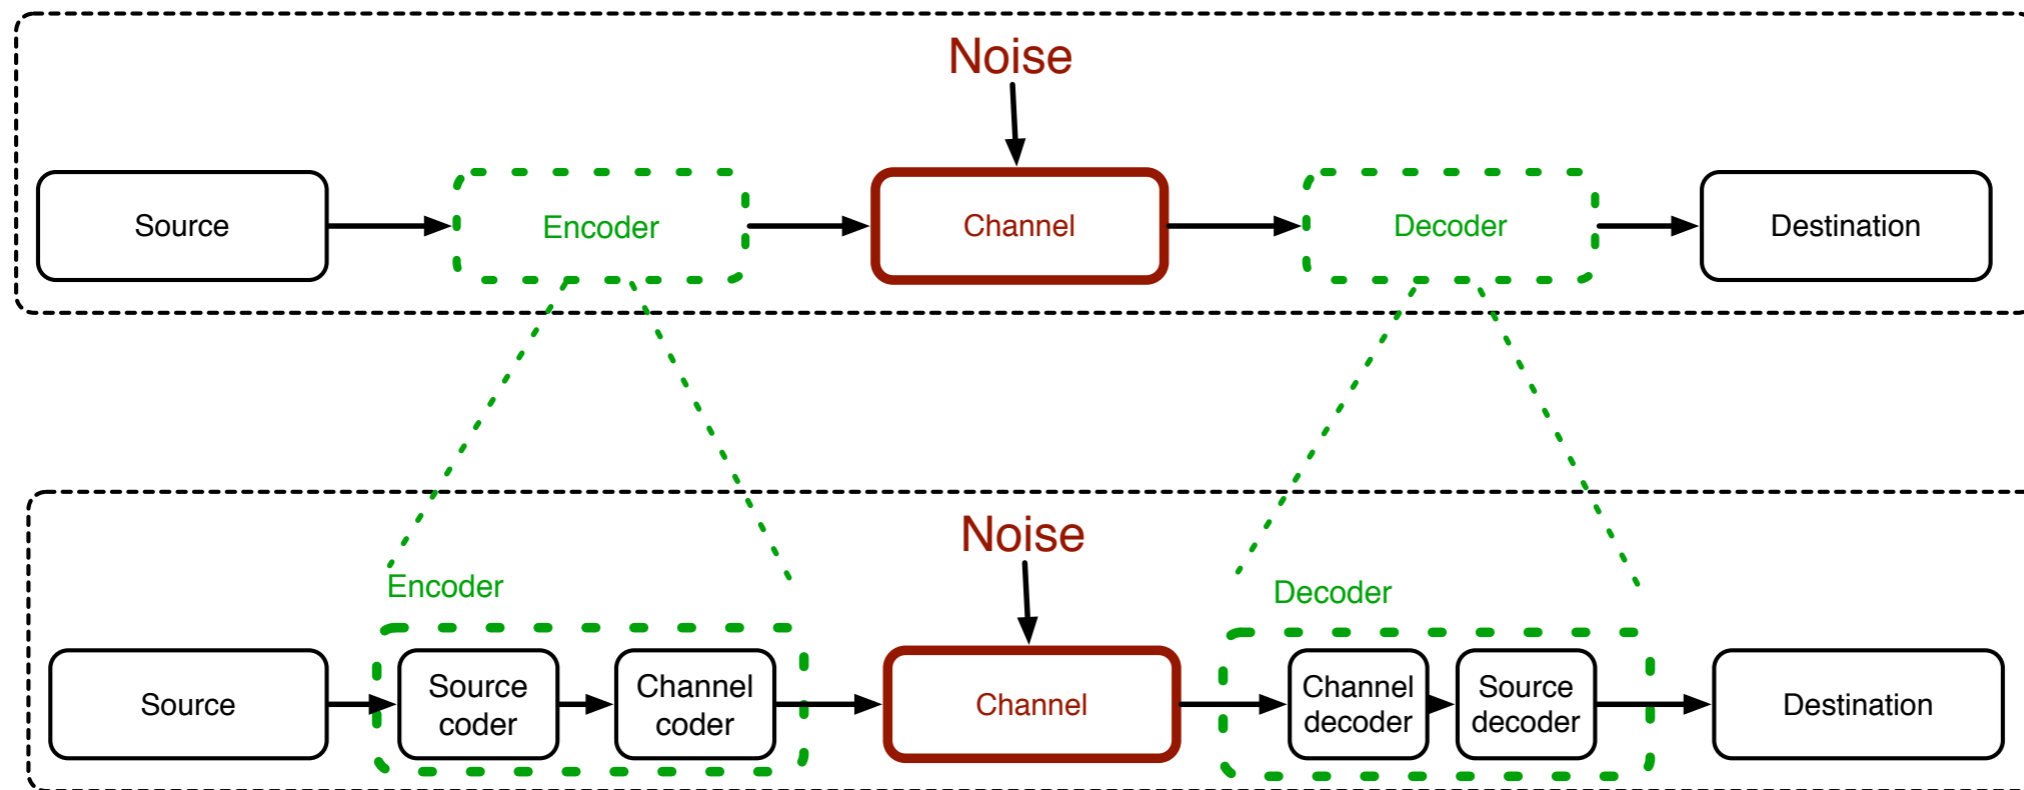 Noise
Source
Encoder
Channel
Decoder
Destination
Noise
Encoder
Decoder
Source
Source
coder
Channel
coder
Channel
Channel
decoder
Source
decoder
Destination